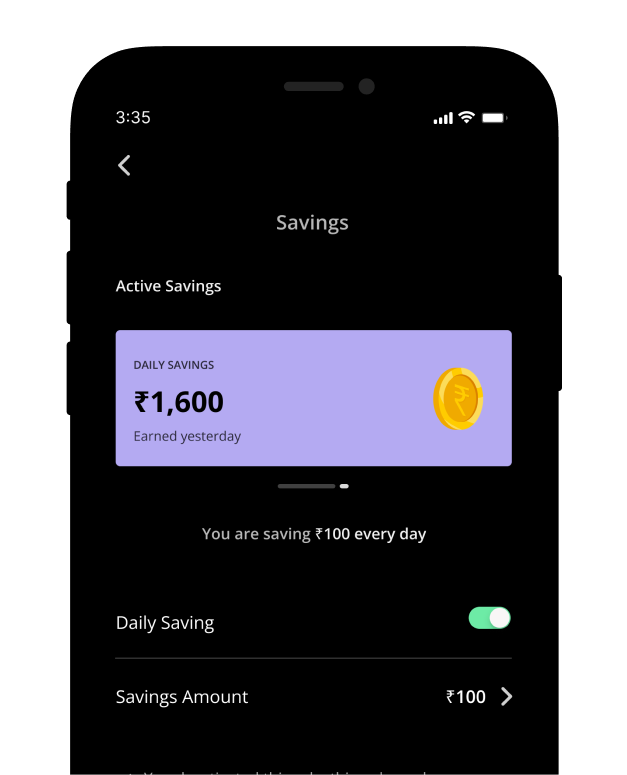 3:35
Savings
Active Savings
DAILY SAVINGS
₹1,600
Earned yesterday
You are saving ₹100 every day
Daily Saving
Savings Amount ₹100